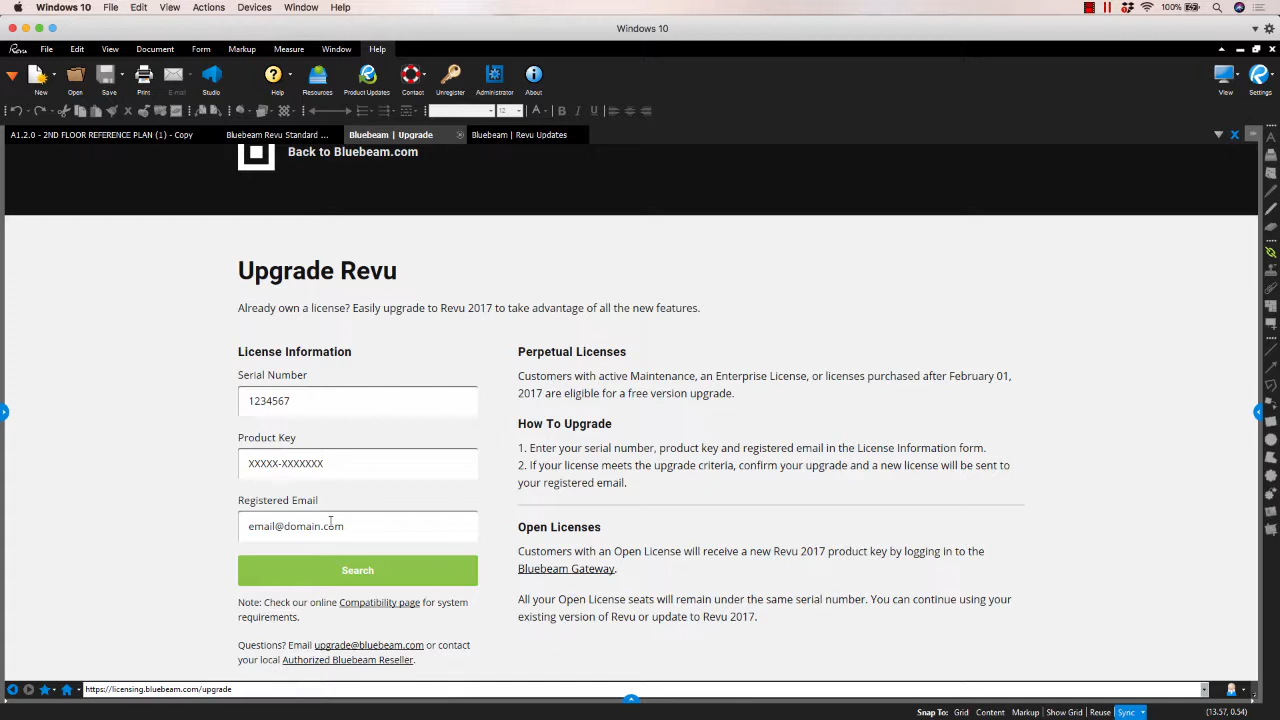 Window File Edit View Actions Devices Window Help 100%
Windows 10
Revu File Edit View Document Form Markup Measure Window Help
New Open Save Print E-mail Studio Help Resources Product Updates Contact Unregister Administrator About View Settings
12 A B I U
A1.2.0 - 2ND FLOOR REFERENCE PLAN (1) - Copy Bluebeam Revu Standard ... Bluebeam | Upgrade Bluebeam | Revu Updates
Back to Bluebeam.com
Upgrade Revu
Already own a license? Easily upgrade to Revu 2017 to take advantage of all the new features.
License Information
Serial Number
1234567
Product Key
XXXXX-XXXXXXX
Registered Email
email@domain.com
Search
Note: Check our online Compatibility page for system
requirements.
Questions? Email upgrade@bluebeam.com or contact
your local Authorized Bluebeam Reseller.
Perpetual Licenses
Customers with active Maintenance, an Enterprise License, or licenses purchased after February 01,
2017 are eligible for a free version upgrade.
How To Upgrade
1. Enter your serial number, product key and registered email in the License Information form.
2. If your license meets the upgrade criteria, confirm your upgrade and a new license will be sent to
your registered email.
Open Licenses
Customers with an Open License will receive a new Revu 2017 product key by logging in to the
Bluebeam Gateway.
All your Open License seats will remain under the same serial number. You can continue using your
existing version of Revu or update to Revu 2017.
https://licensing.bluebeam.com/upgrade
Snap To: Grid Content Markup Show Grid Reuse Sync (13.57, 0.54)